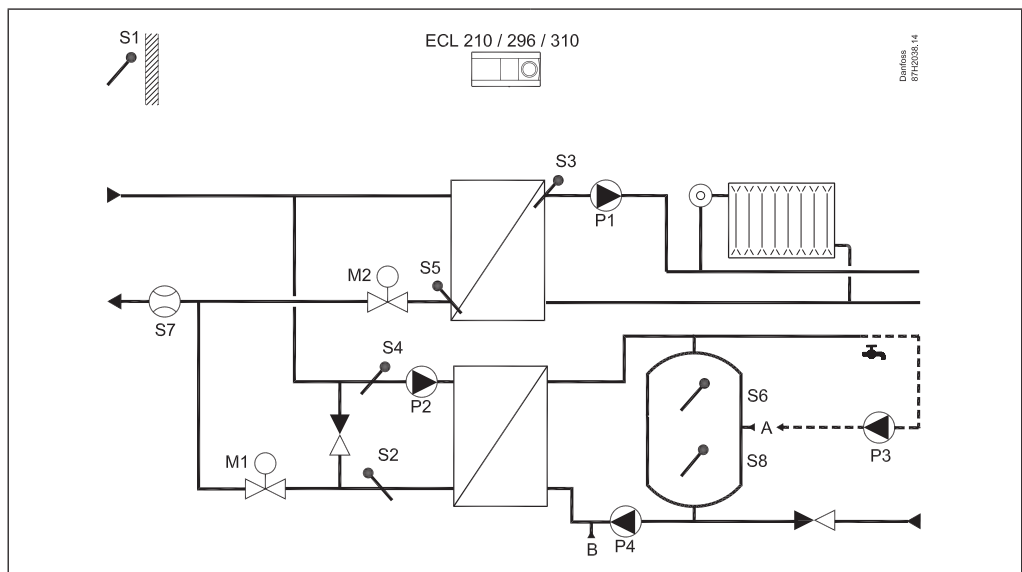 S1
ECL 210 / 296 / 310
Danfoss
87H2038.14
S3
P1
M2
S5
S7
S4
P2
S6
A
P3
S8
M1
S2
B
P4